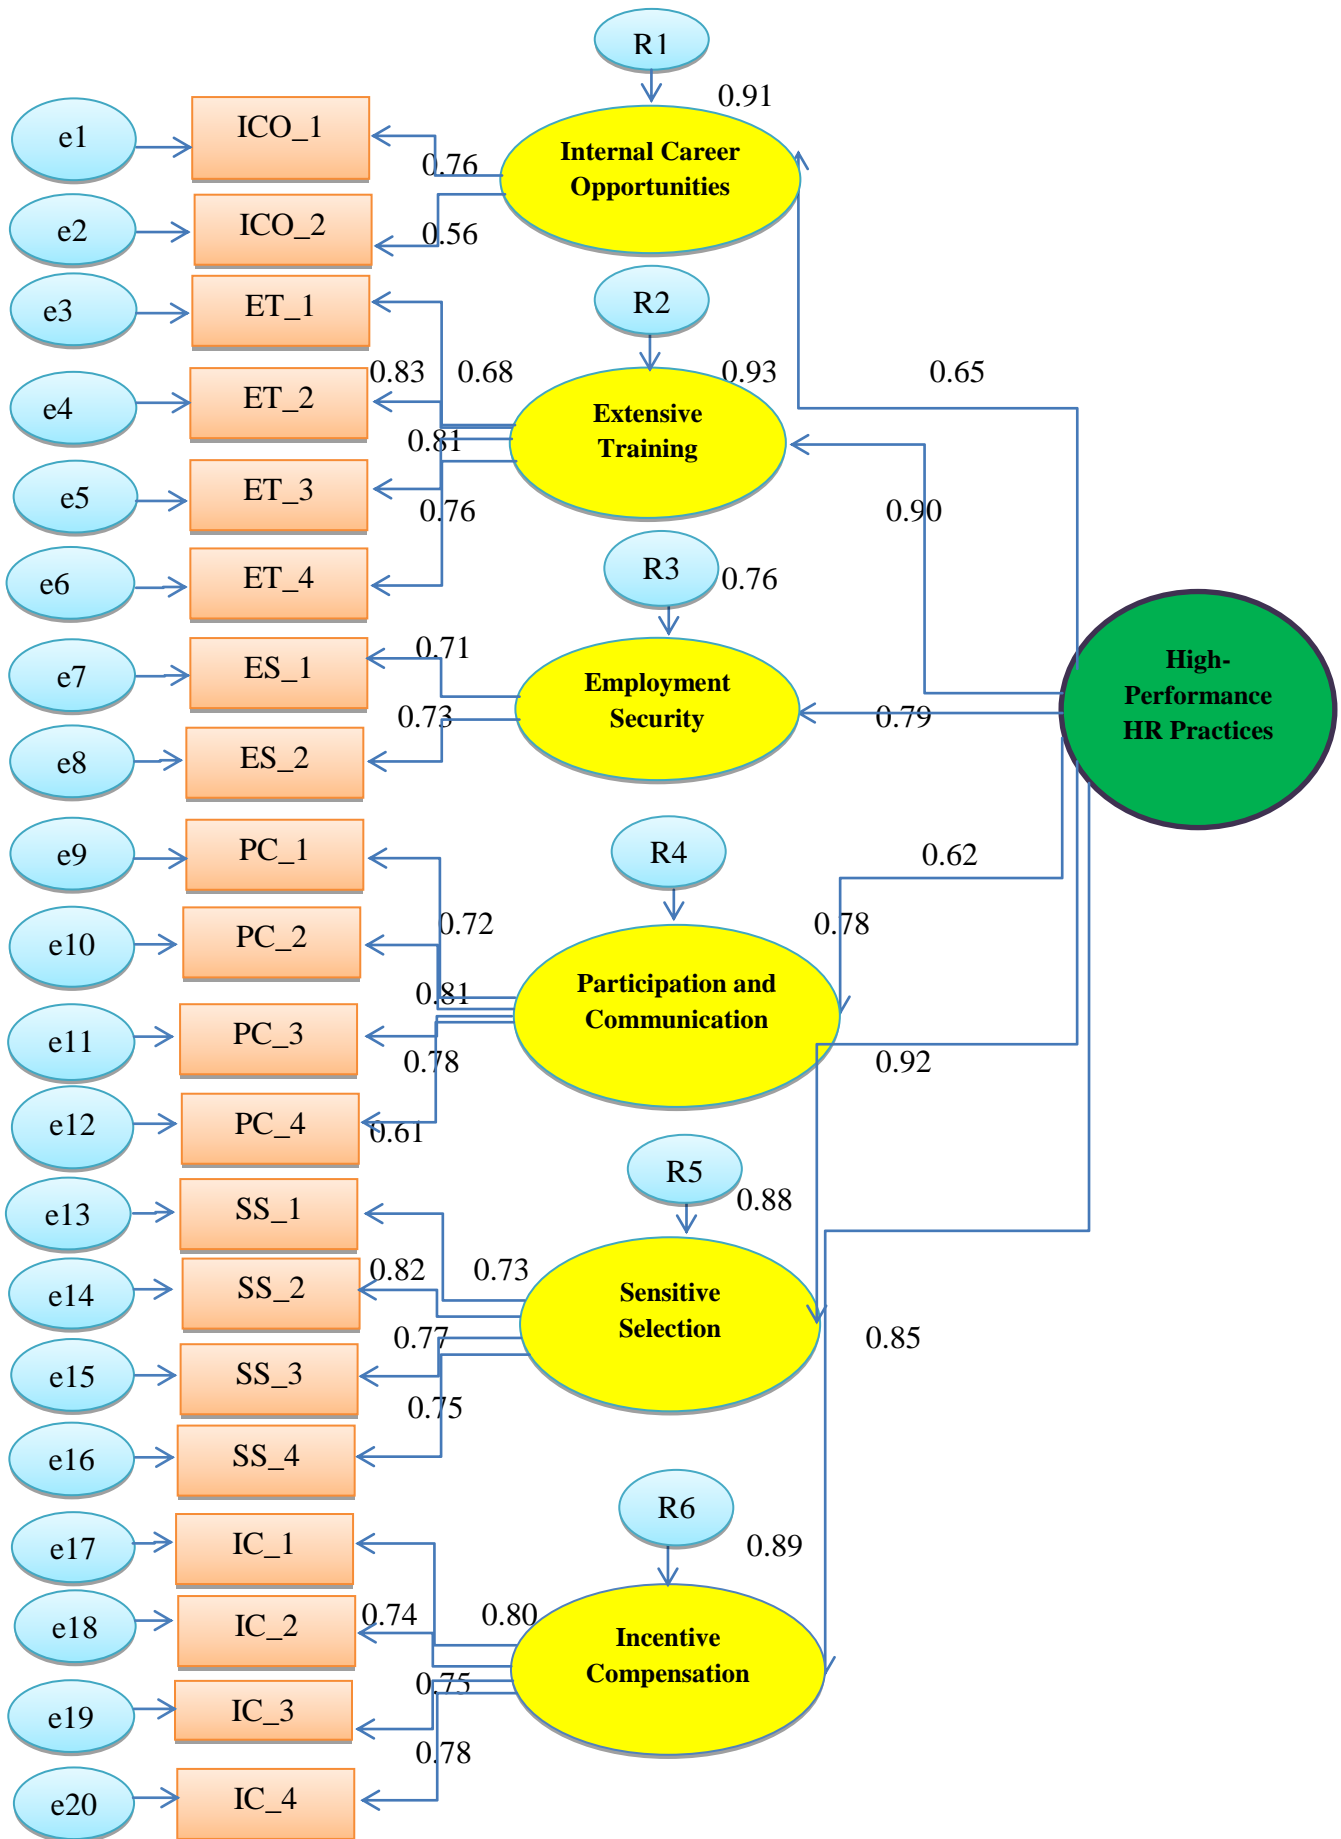 R1
0.91
e1
ICO_1
Internal Career
Opportunities
0.76
e2
ICO_2
0.56
e3
ET_1
R2
0.83
0.68
0.93
0.65
e4
ET_2
Extensive
Training
0.81
e5
ET_3
0.76
0.90
e6
ET_4
R3
0.76
0.71
e7
ES_1
Employment
Security
0.73
0.79
High-
Performance
HR Practices
e8
ES_2
e9
PC_1
R4
0.62
0.72
0.78
e10
PC_2
Participation and
Communication
0.81
e11
PC_3
0.78
0.92
e12
PC_4
0.61
R5
0.88
e13
SS_1
0.82
0.73
e14
SS_2
Sensitive
Selection
0.77
0.85
e15
SS_3
0.75
e16
SS_4
R6
0.89
e17
IC_1
0.74
0.80
e18
IC_2
Incentive
Compensation
0.75
e19
IC_3
0.78
e20
IC_4